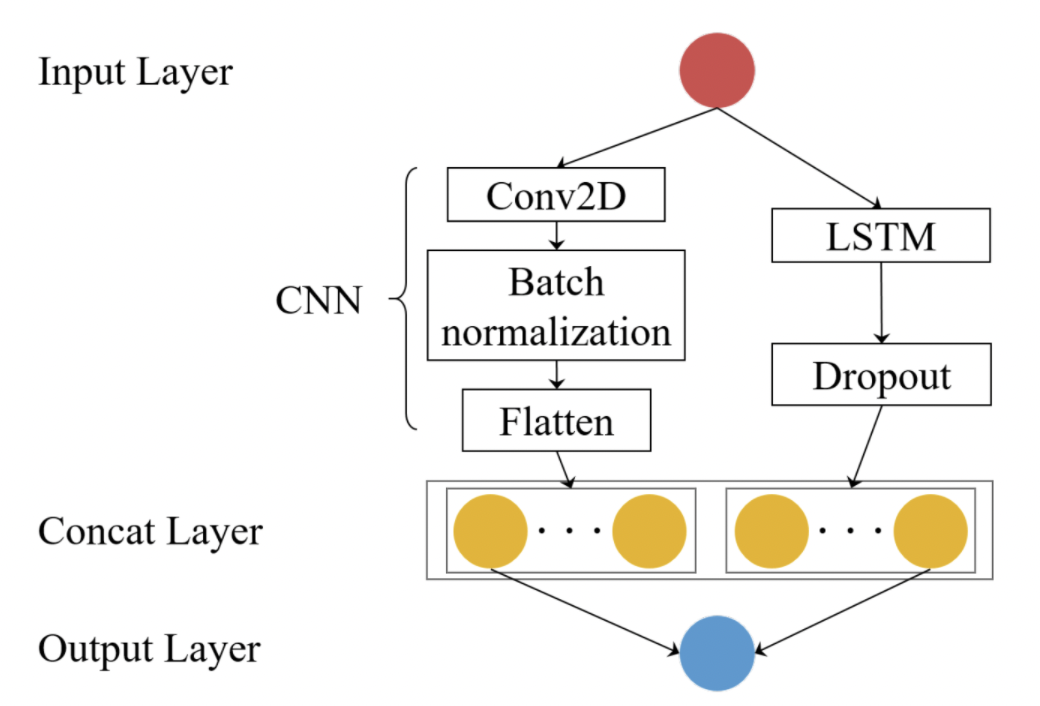 Input Layer
Conv2D
LSTM
Batch
normalization
CNN
Dropout
Flatten
Concat Layer
. . .
. . .
Output Layer